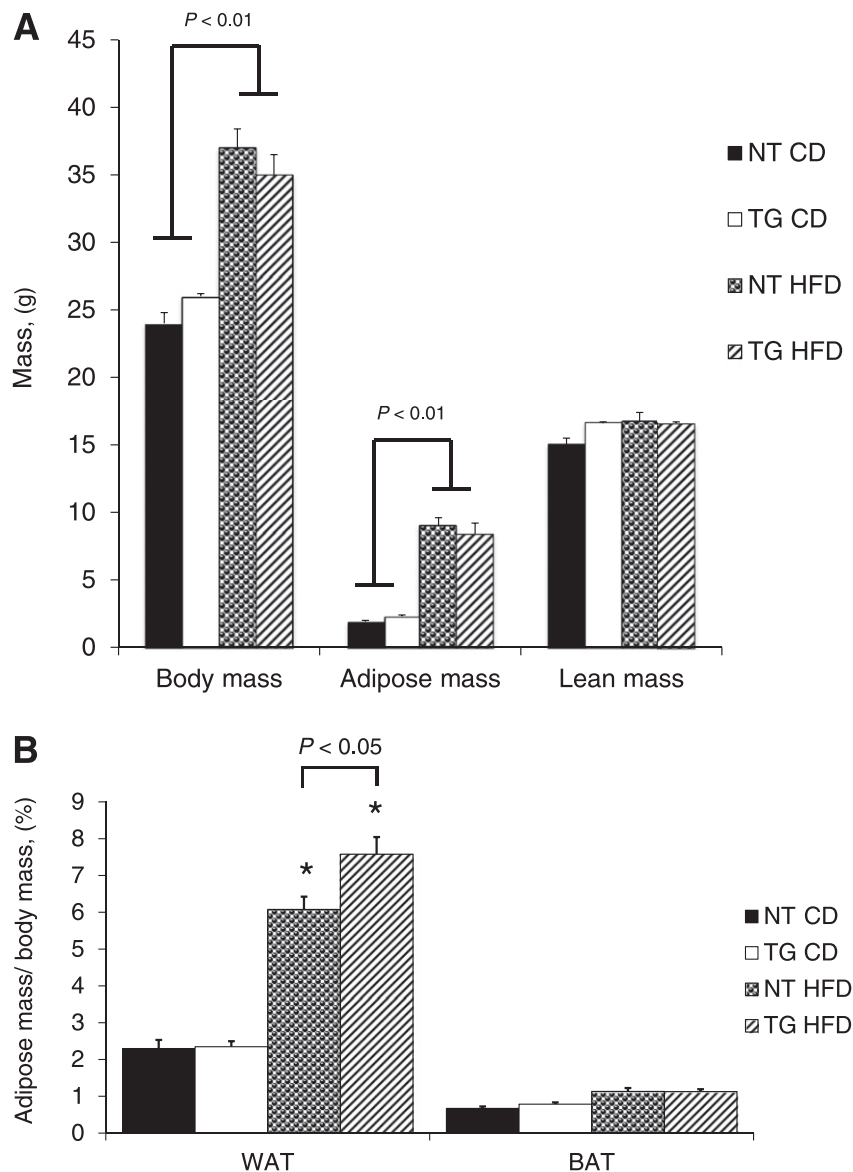 A
P < 0.01
45
40
35
30
25
20
15
10
5
0
Mass, (g)
P < 0.01
Body mass
Adipose mass
Lean mass
NT CD
TG CD
NT HFD
TG HFD
B
P < 0.05
9
8
7
6
5
4
3
2
1
0
Adipose mass/ body mass, (%)
*
*
WAT
BAT
NT CD
TG CD
NT HFD
TG HFD